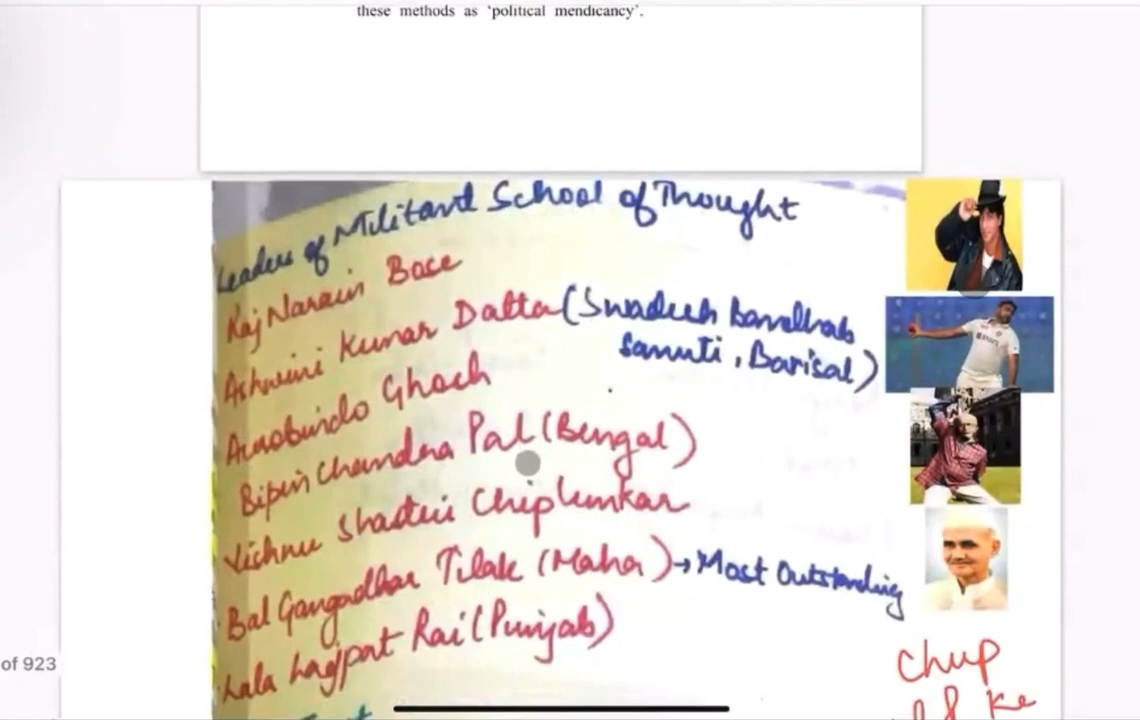 these methods as ‘political mendicancy’.
Leaders of Militant School of Thought
Raj Narain Bose
Ashwini Kumar Datta (Swadesh Bandhab
Samiti, Barisal)
Aurobindo Ghosh
Bipin Chandra Pal (Bengal)
Vishnu Shastri Chiplunkar
Bal Gangadhar Tilak (Maha) → Most Outstanding
Lala Lajpat Rai (Punjab)
of 923
Chup
ke